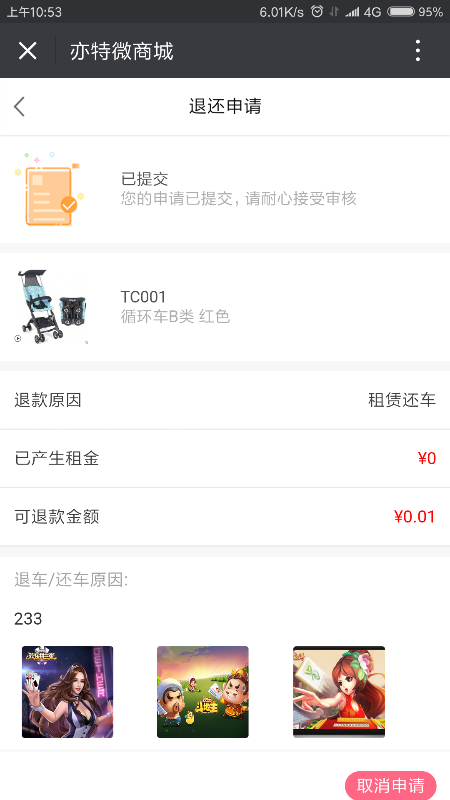 上午10:53
6.01K/s 4G 95%
亦特微商城
退还申请
已提交
您的申请已提交，请耐心接受审核
TC001
循环车B类 红色
退款原因 租赁还车
已产生租金 ¥0
可退款金额 ¥0.01
退车/还车原因:
233
斗地主
取消申请